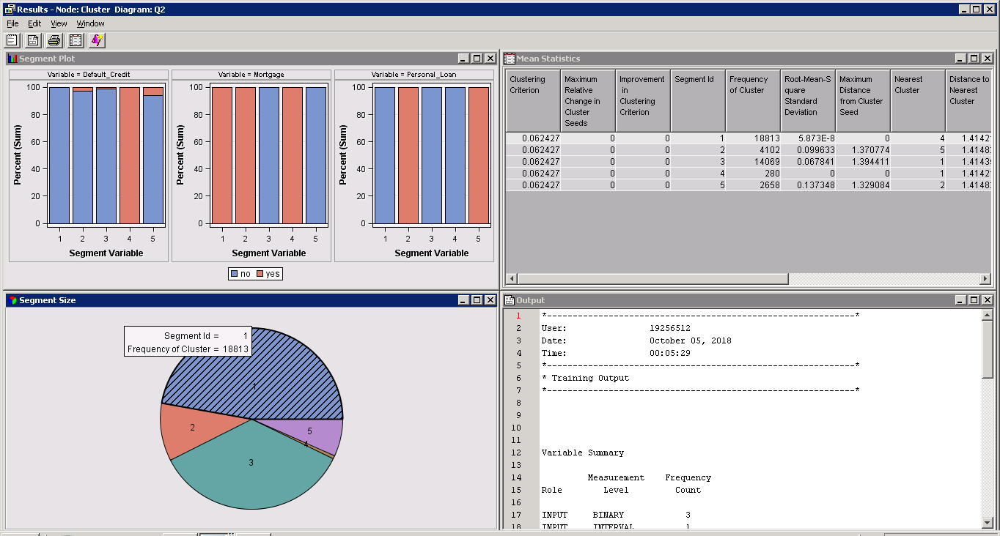 Results - Node: Cluster Diagram: Q2
File Edit View Window
Segment Plot
Variable = Default_Credit
100
80
60
40
20
0
Percent (Sum)
1 2 3 4 5
Segment Variable
Variable = Mortgage
100
80
60
40
20
0
Percent (Sum)
1 2 3 4 5
Segment Variable
Variable = Personal_Loan
100
80
60
40
20
0
Percent (Sum)
1 2 3 4 5
Segment Variable
no yes
Mean Statistics
Clustering
Criterion
Maximum
Relative
Change in
Cluster
Seeds
Improvement
in
Clustering
Criterion
Segment Id
Frequency
of Cluster
Root-Mean-S
quare
Standard
Deviation
Maximum
Distance
from Cluster
Seed
Nearest
Cluster
Distance to
Nearest
Cluster
0.062427 0 0 1 18813 5.873E-8 0 4 1.4142
0.062427 0 0 2 4102 0.099633 1.370774 5 1.4148
0.062427 0 0 3 14069 0.067841 1.394411 1 1.4143
0.062427 0 0 4 280 0 0 1 1.4142
0.062427 0 0 5 2658 0.137348 1.329084 2 1.4148
Segment Size
Segment Id = 1
Frequency of Cluster = 18813
1
2
3
4
5
Output
1 *------------------------------------------------------------*
2 User: 19256512
3 Date: October 05, 2018
4 Time: 00:05:29
5 *------------------------------------------------------------*
6 * Training Output
7 *------------------------------------------------------------*
8
9
10
11
12 Variable Summary
13
14 Measurement Frequency
15 Role Level Count
16
17 INPUT BINARY 3
18 INPUT INTERVAL 1